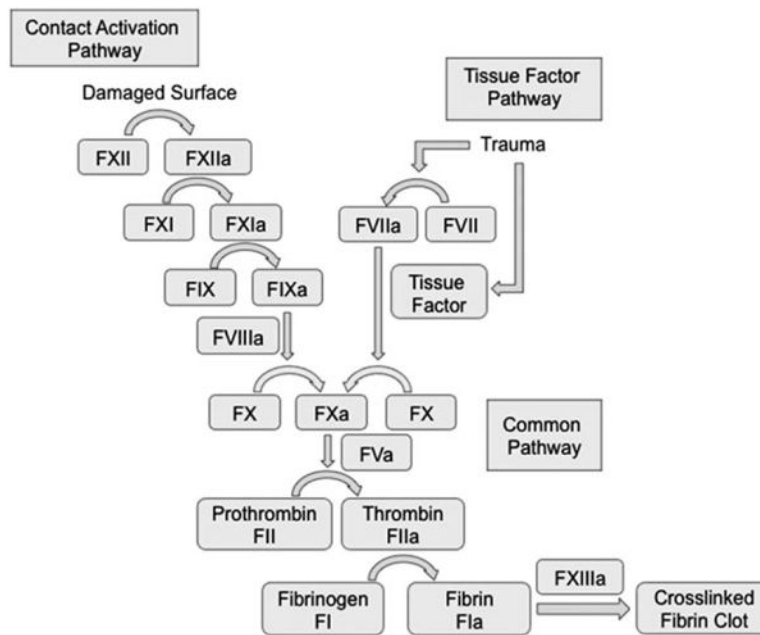 Contact Activation
Pathway
Tissue Factor
Pathway
Damaged Surface
Trauma
FXII
FXIIa
FXI
FXIa
FVIIa
FVII
FIX
FIXa
Tissue
Factor
FVIIIa
FX
FXa
FX
Common
Pathway
FVa
Prothrombin
FII
Thrombin
FIIa
Fibrinogen
FI
Fibrin
FIa
FXIIIa
Crosslinked
Fibrin Clot